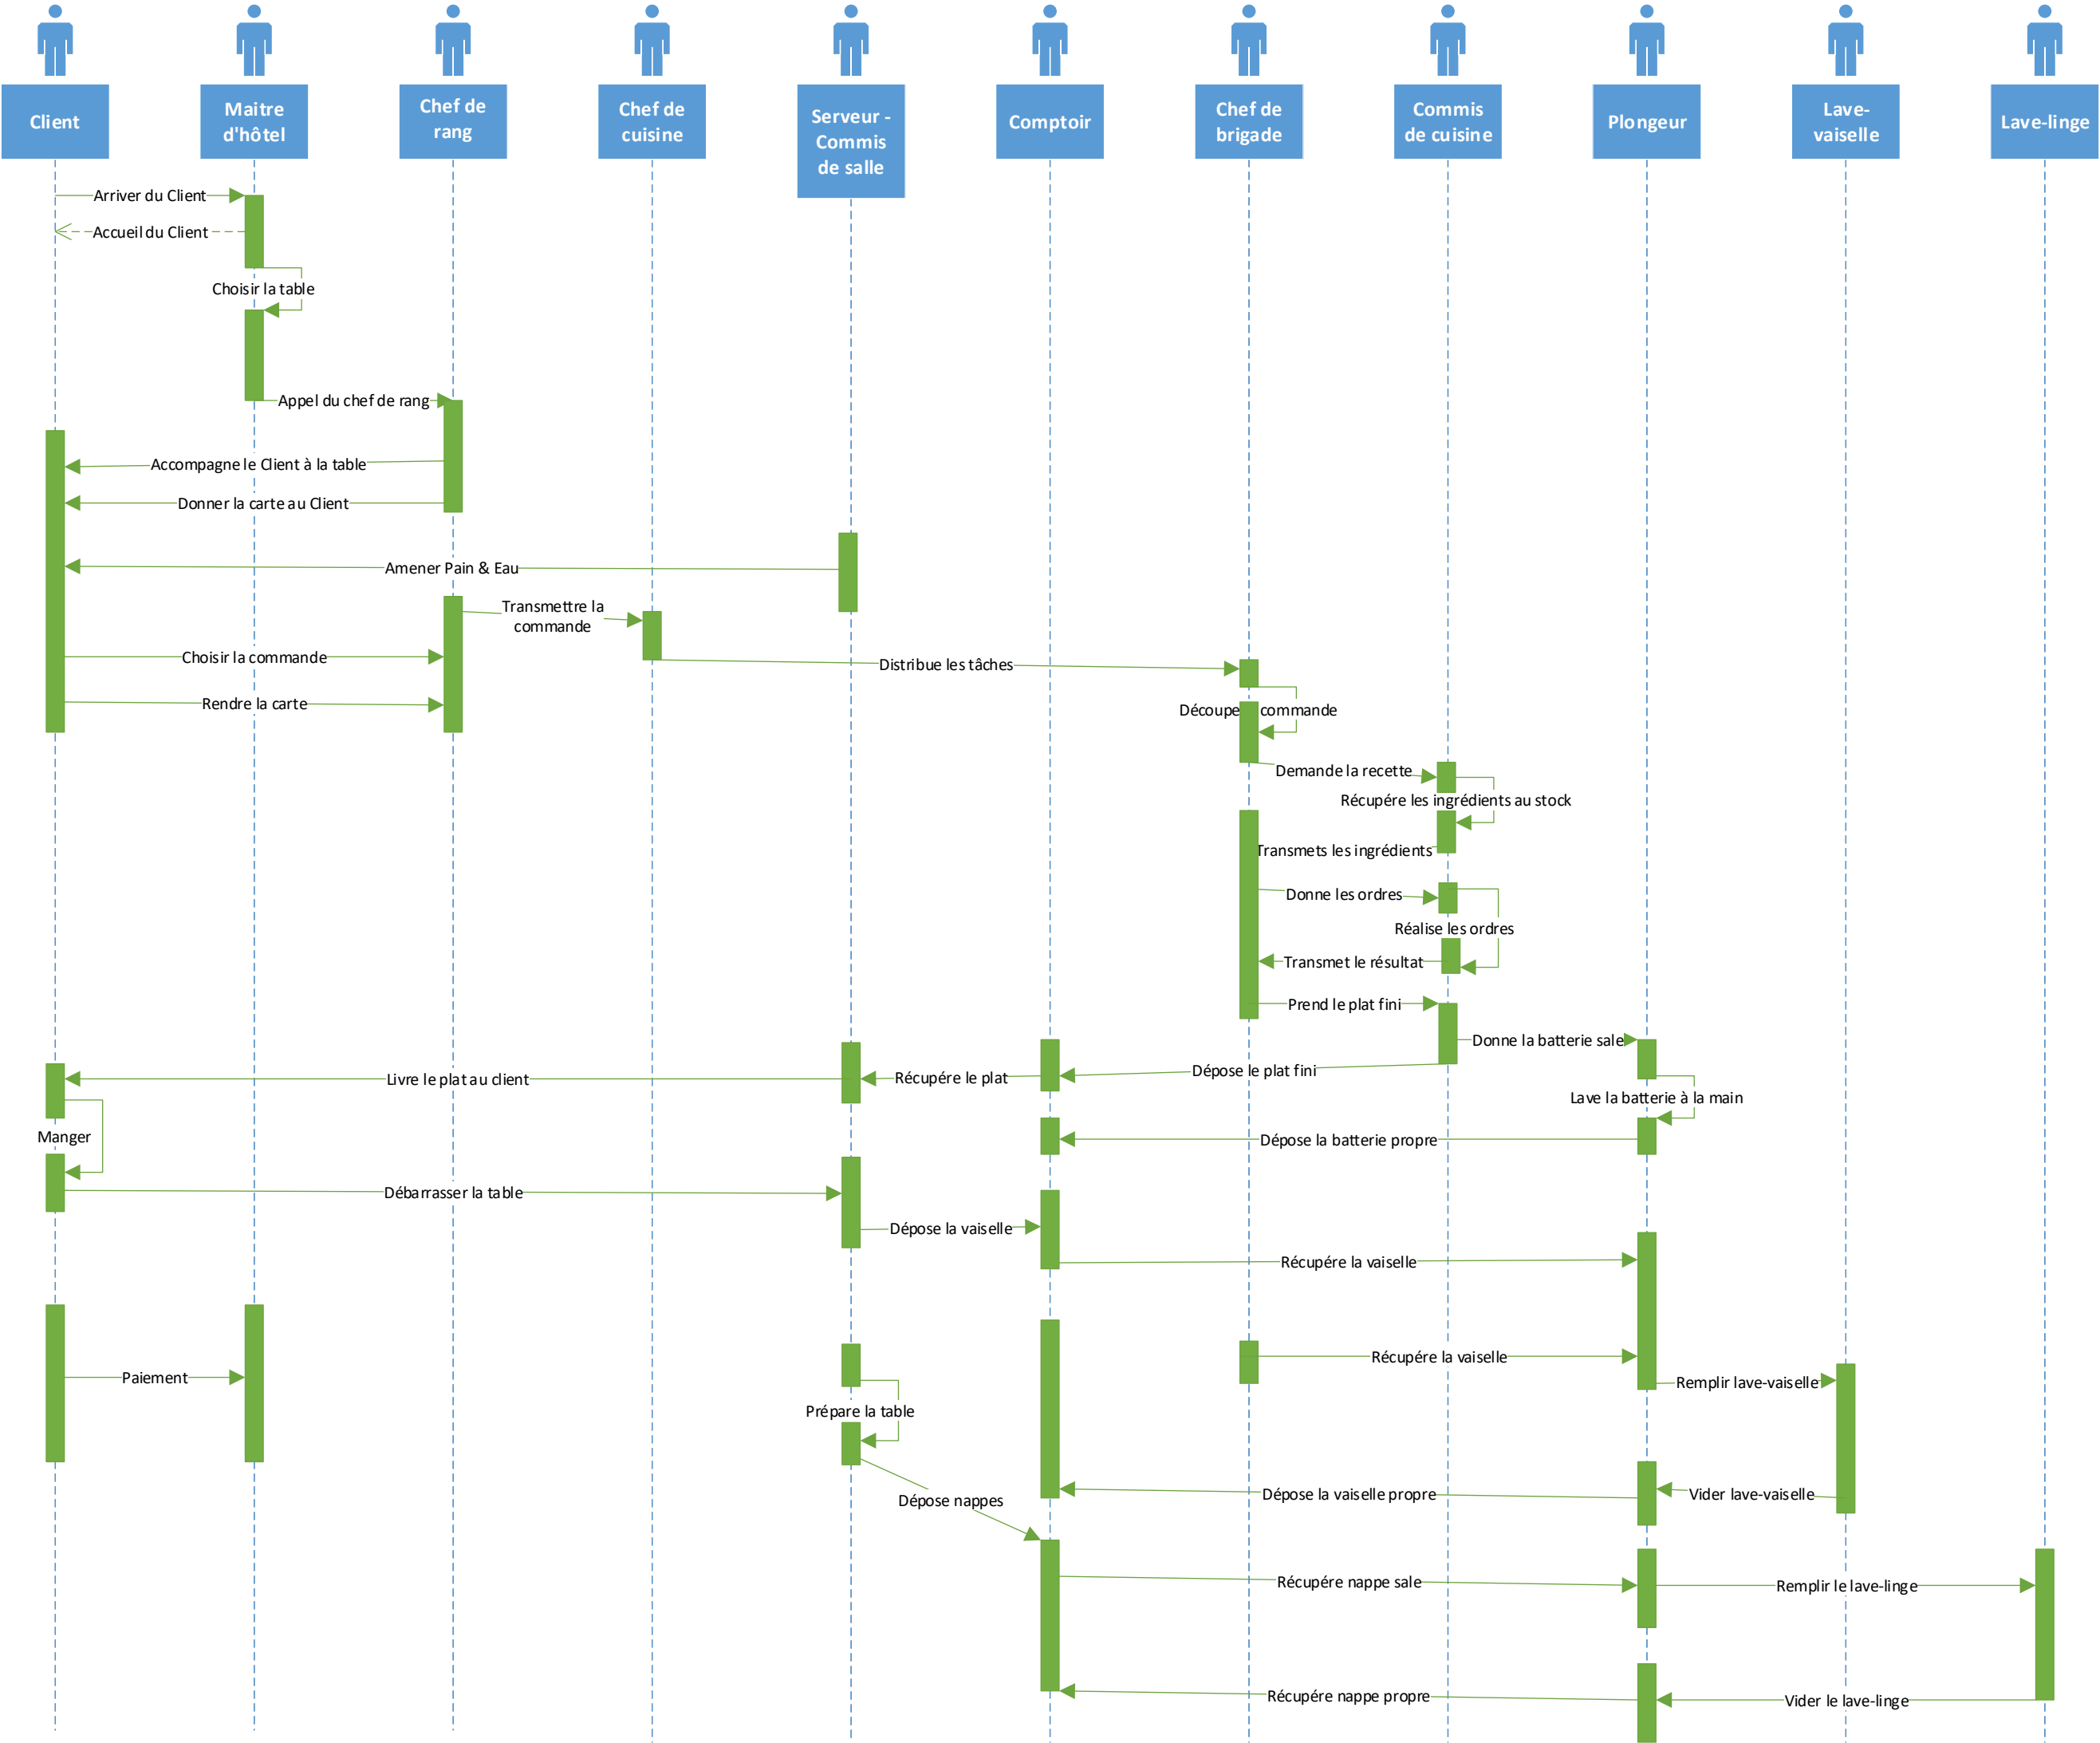 Client
Maitre
d'hôtel
Chef de
rang
Chef de
cuisine
Serveur -
Commis
de salle
Comptoir
Chef de
brigade
Commis
de cuisine
Plongeur
Lave-
vaiselle
Lave-linge
Arriver du Client
Accueil du Client
Choisir la table
Appel du chef de rang
Accompagne le Client à la table
Donner la carte au Client
Amener Pain & Eau
Transmettre la
commande
Choisir la commande
Distribue les tâches
Rendre la carte
Découpe commande
Demande la recette
Récupére les ingrédients au stock
Transmets les ingrédients
Donne les ordres
Réalise les ordres
Transmet le résultat
Prend le plat fini
Donne la batterie sale
Dépose le plat fini
Récupére le plat
Livre le plat au client
Lave la batterie à la main
Manger
Dépose la batterie propre
Débarrasser la table
Dépose la vaiselle
Récupére la vaiselle
Récupére la vaiselle
Paiement
Remplir lave-vaiselle
Prépare la table
Dépose nappes
Dépose la vaiselle propre
Vider lave-vaiselle
Récupére nappe sale
Remplir le lave-linge
Récupére nappe propre
Vider le lave-linge